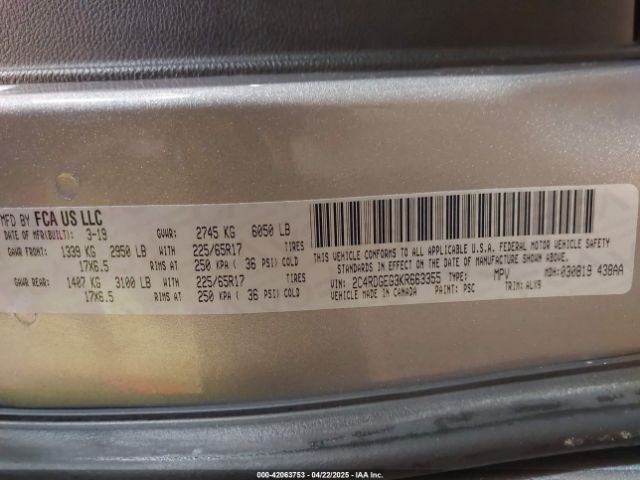 MFD BY FCA US LLC
DATE OF MFR(BUILT): 3-19 GVWR: 2745 KG 6050 LB
GAWR FRONT: 1339 KG 2950 LB WITH 225/65R17 TIRES
17X6.5 RIMS AT 250 KPA ( 36 PSI) COLD
GAWR REAR: 1407 KG 3100 LB WITH 225/65R17 TIRES
17X6.5 RIMS AT 250 KPA ( 36 PSI) COLD
THIS VEHICLE CONFORMS TO ALL APPLICABLE U.S.A. FEDERAL MOTOR VEHICLE SAFETY
STANDARDS IN EFFECT ON THE DATE OF MANUFACTURE SHOWN ABOVE.
VIN: 2C4RDGEG3KR663355 TYPE: MPV MDH: 030819 438AA
VEHICLE MADE IN CANADA PAINT: PSC TRIM: ALX9
000-42063753 - 04/22/2025 - © IAA Inc.